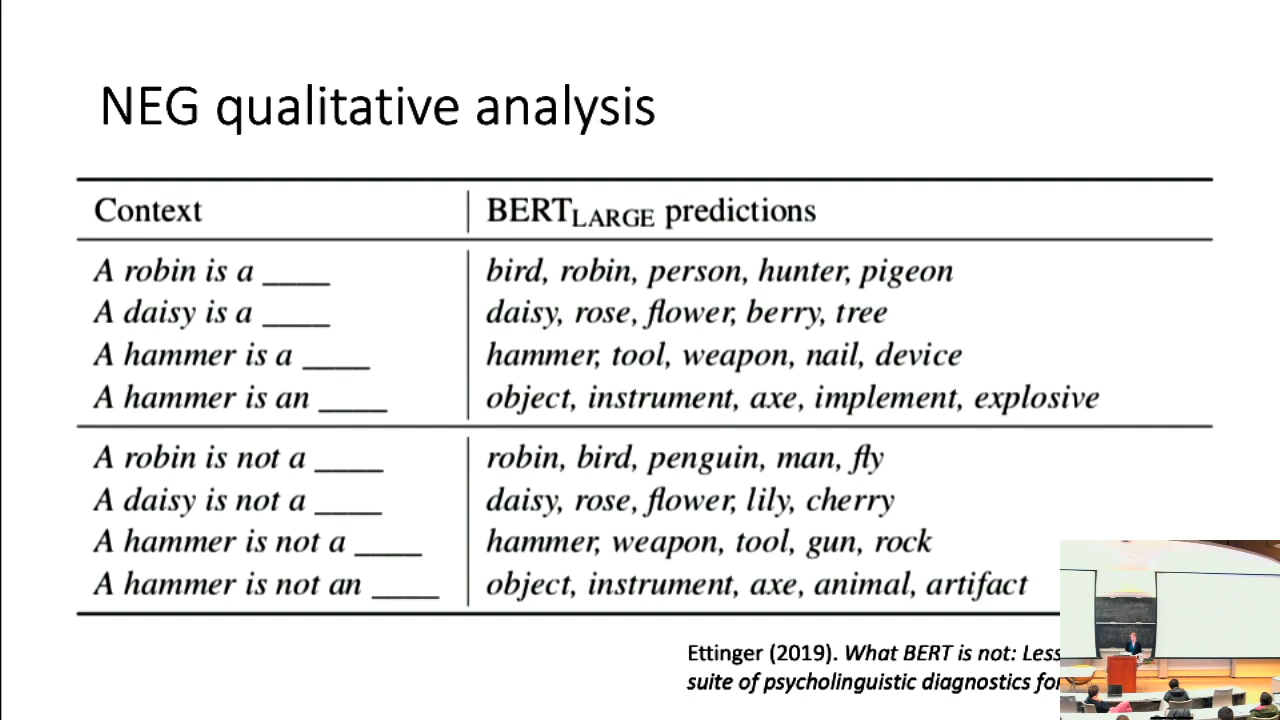 NEG qualitative analysis
Context BERT_LARGE predictions
A robin is a ____ bird, robin, person, hunter, pigeon
A daisy is a ____ daisy, rose, flower, berry, tree
A hammer is a ____ hammer, tool, weapon, nail, device
A hammer is an ____ object, instrument, axe, implement, explosive
A robin is not a ____ robin, bird, penguin, man, fly
A daisy is not a ____ daisy, rose, flower, lily, cherry
A hammer is not a ____ hammer, weapon, tool, gun, rock
A hammer is not an ____ object, instrument, axe, animal, artifact
Ettinger (2019). What BERT is not: Less
suite of psycholinguistic diagnostics for